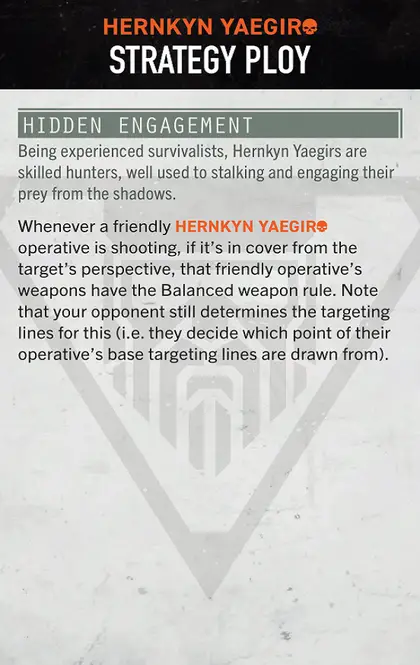 HERNKYN YAEGIR
STRATEGY PLOY
HIDDEN ENGAGEMENT
Being experienced survivalists, Hernkyn Yaegirs are
skilled hunters, well used to stalking and engaging their
prey from the shadows.
Whenever a friendly HERNKYN YAEGIR
operative is shooting, if it's in cover from the
target's perspective, that friendly operative's
weapons have the Balanced weapon rule. Note
that your opponent still determines the targeting
lines for this (i.e. they decide which point of their
operative's base targeting lines are drawn from).